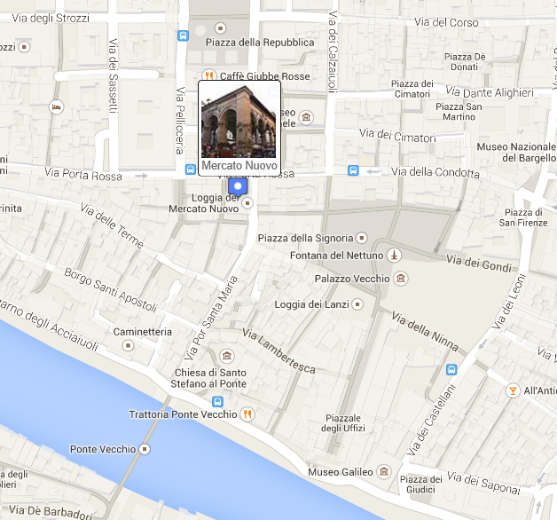 Via degli Strozzi
Via del Corso
Piazza della Repubblica
Via dei Calzaiuoli
Via dei Sassetti
Piazza De
Donati
Caffè Giubbe Rosse
Piazza dei
Cimatori
Via Dante Alighieri
Via Pellicceria
Piazza San
Martino
Via dei Cimatori
Museo Nazionale
del Bargello
Mercato Nuovo
Via Porta Rossa
Via della Condotta
Loggia del
Mercato Nuovo
Via delle Terme
Piazza di
San Firenze
Piazza della Signoria
Fontana del Nettuno
Via dei Gondi
Palazzo Vecchio
Borgo Santi Apostoli
Via Por Santa Maria
Loggia dei Lanzi
Via dei Leoni
Via della Ninna
Caminetteria
Via Lambertesca
Chiesa di Santo
Stefano al Ponte
Trattoria Ponte Vecchio
Piazzale
degli Uffizi
Via dei Castellani
Ponte Vecchio
Museo Galileo
Piazza dei
Giudici
Via dei Saponai
Via De' Barbadori